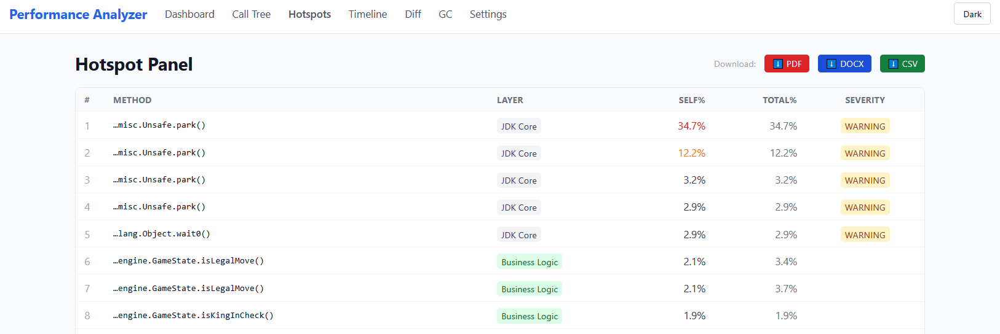 Performance Analyzer Dashboard Call Tree Hotspots Timeline Diff GC Settings Dark
Hotspot Panel Download: ⬇ PDF ⬇ DOCX ⬇ CSV
# METHOD LAYER SELF% TOTAL% SEVERITY
1 …misc.Unsafe.park() JDK Core 34.7% 34.7% WARNING
2 …misc.Unsafe.park() JDK Core 12.2% 12.2% WARNING
3 …misc.Unsafe.park() JDK Core 3.2% 3.2% WARNING
4 …misc.Unsafe.park() JDK Core 2.9% 2.9% WARNING
5 …lang.Object.wait0() JDK Core 2.9% 2.9% WARNING
6 …engine.GameState.isLegalMove() Business Logic 2.1% 3.4%
7 …engine.GameState.isLegalMove() Business Logic 2.1% 3.7%
8 …engine.GameState.isKingInCheck() Business Logic 1.9% 1.9%